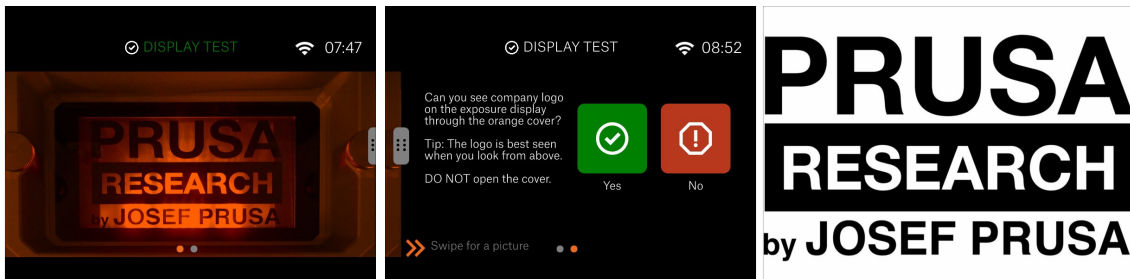 DISPLAY TEST
07:47
PRUSA
RESEARCH
by JOSEF PRUSA
DISPLAY TEST
08:52
Can you see company logo
on the exposure display
through the orange cover?
Tip: The logo is best seen
when you look from above.
DO NOT open the cover.
Yes
No
Swipe for a picture
PRUSA
RESEARCH
by JOSEF PRUSA